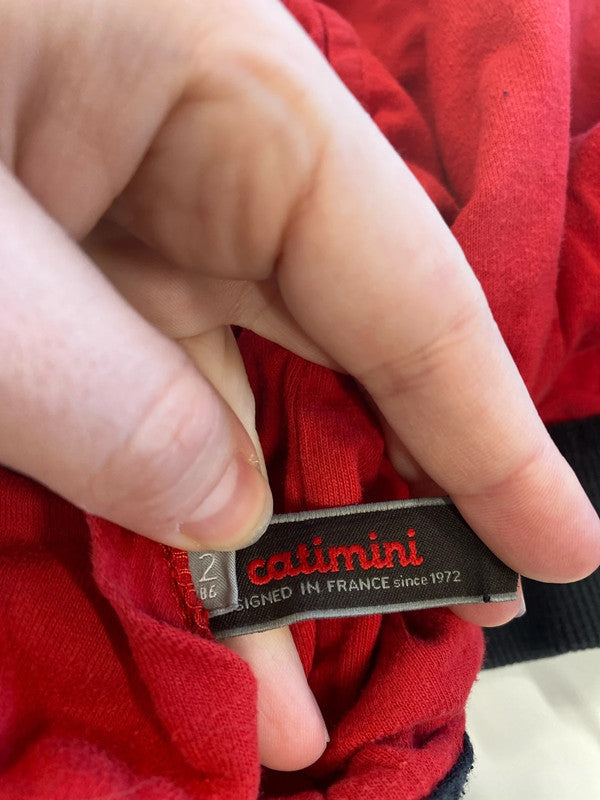 2
86
catimini
SIGNED IN FRANCE since 1972